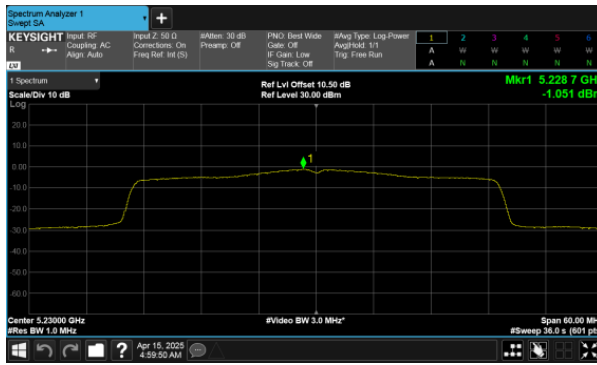 Spectrum Analyzer 1
Swept SA
KEYSIGHT Input: RF Input Z: 50 Ω #Atten: 30 dB PNO: Best Wide #Avg Type: Log-Power 1 2 3 4 5 6
R Coupling: AC Corrections: On Preamp: Off Gate: Off Avg|Hold: 1/1 A W W W W W
Align: Auto Freq Ref: Int (S) IF Gain: Low Trig: Free Run
Sig Track: Off A N N N N N
LXI
1 Spectrum
Ref Lvl Offset 10.50 dB Mkr1 5.228 7 GH
Scale/Div 10 dB Ref Level 30.00 dBm -1.051 dBr
Log
20.0
10.0
0.00
1
-10.0
-20.0
-30.0
-40.0
-50.0
-60.0
Center 5.23000 GHz #Video BW 3.0 MHz* Span 60.00 MH
#Res BW 1.0 MHz #Sweep 36.0 s (601 pt
? Apr 15, 2025
4:59:50 AM